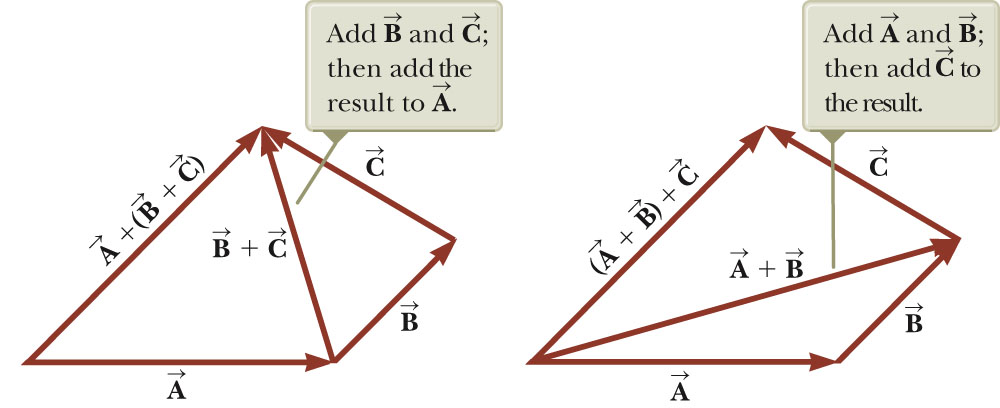 Add B⃗ and C⃗;
then add the
result to A⃗.
A⃗ + (B⃗ + C⃗)
B⃗ + C⃗
C⃗
B⃗
A⃗
Add A⃗ and B⃗;
then add C⃗ to
the result.
(A⃗ + B⃗) + C⃗
A⃗ + B⃗
C⃗
B⃗
A⃗